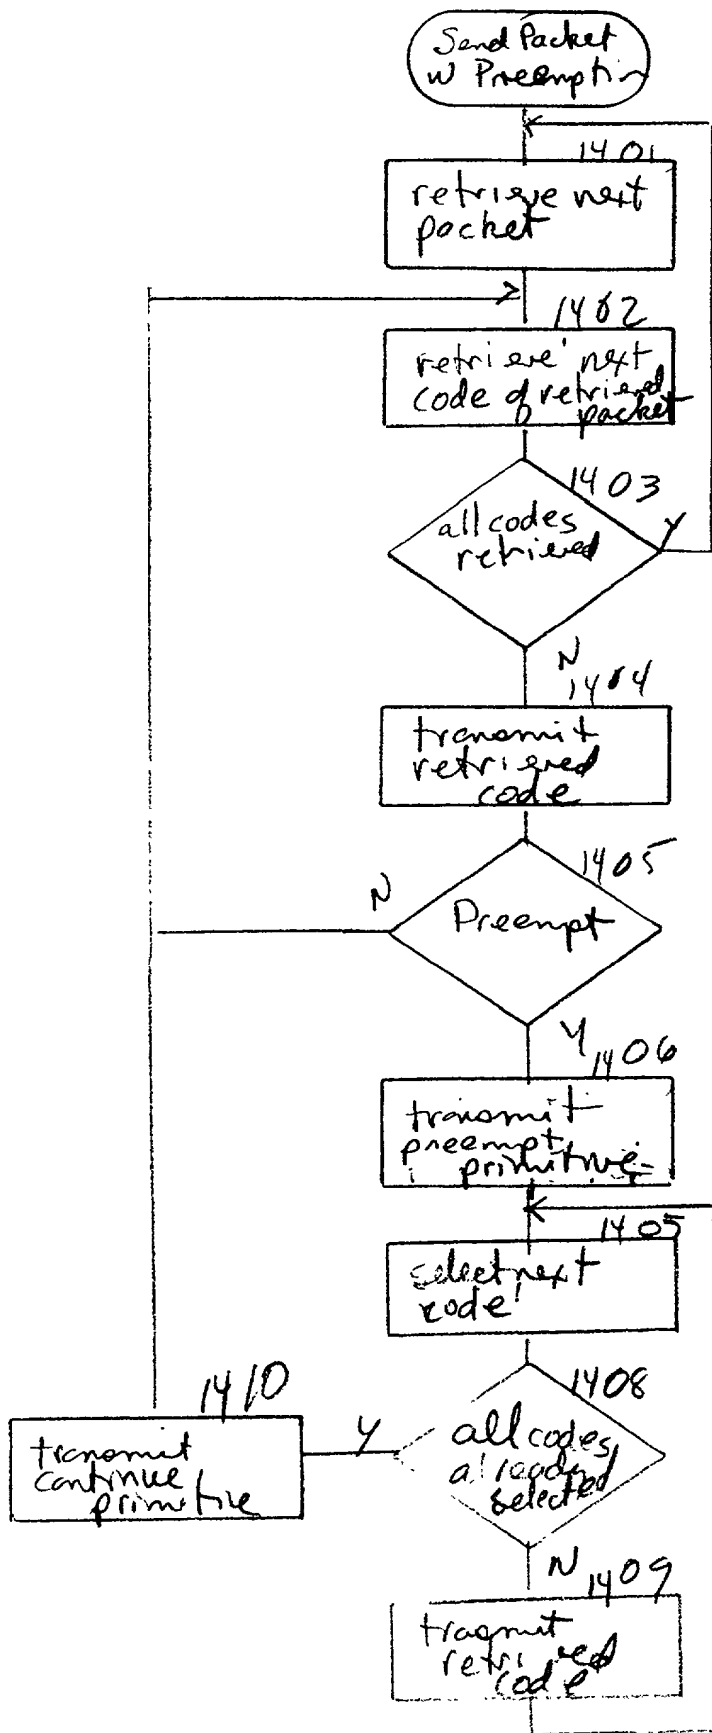 Send Packet
w Preemption
1401
retrieve next
packet
1402
retrieve next
code of retrieved
packet
1403
all codes
retrieved
Y
N
1404
transmit
retrieved
code
1405
N
Preempt
Y
1406
transmit
preempt
primitive
1405
select next
code
1408
all codes
already
selected
Y
1410
transmit
continue
primitive
N
1409
transmit
retrieved
code